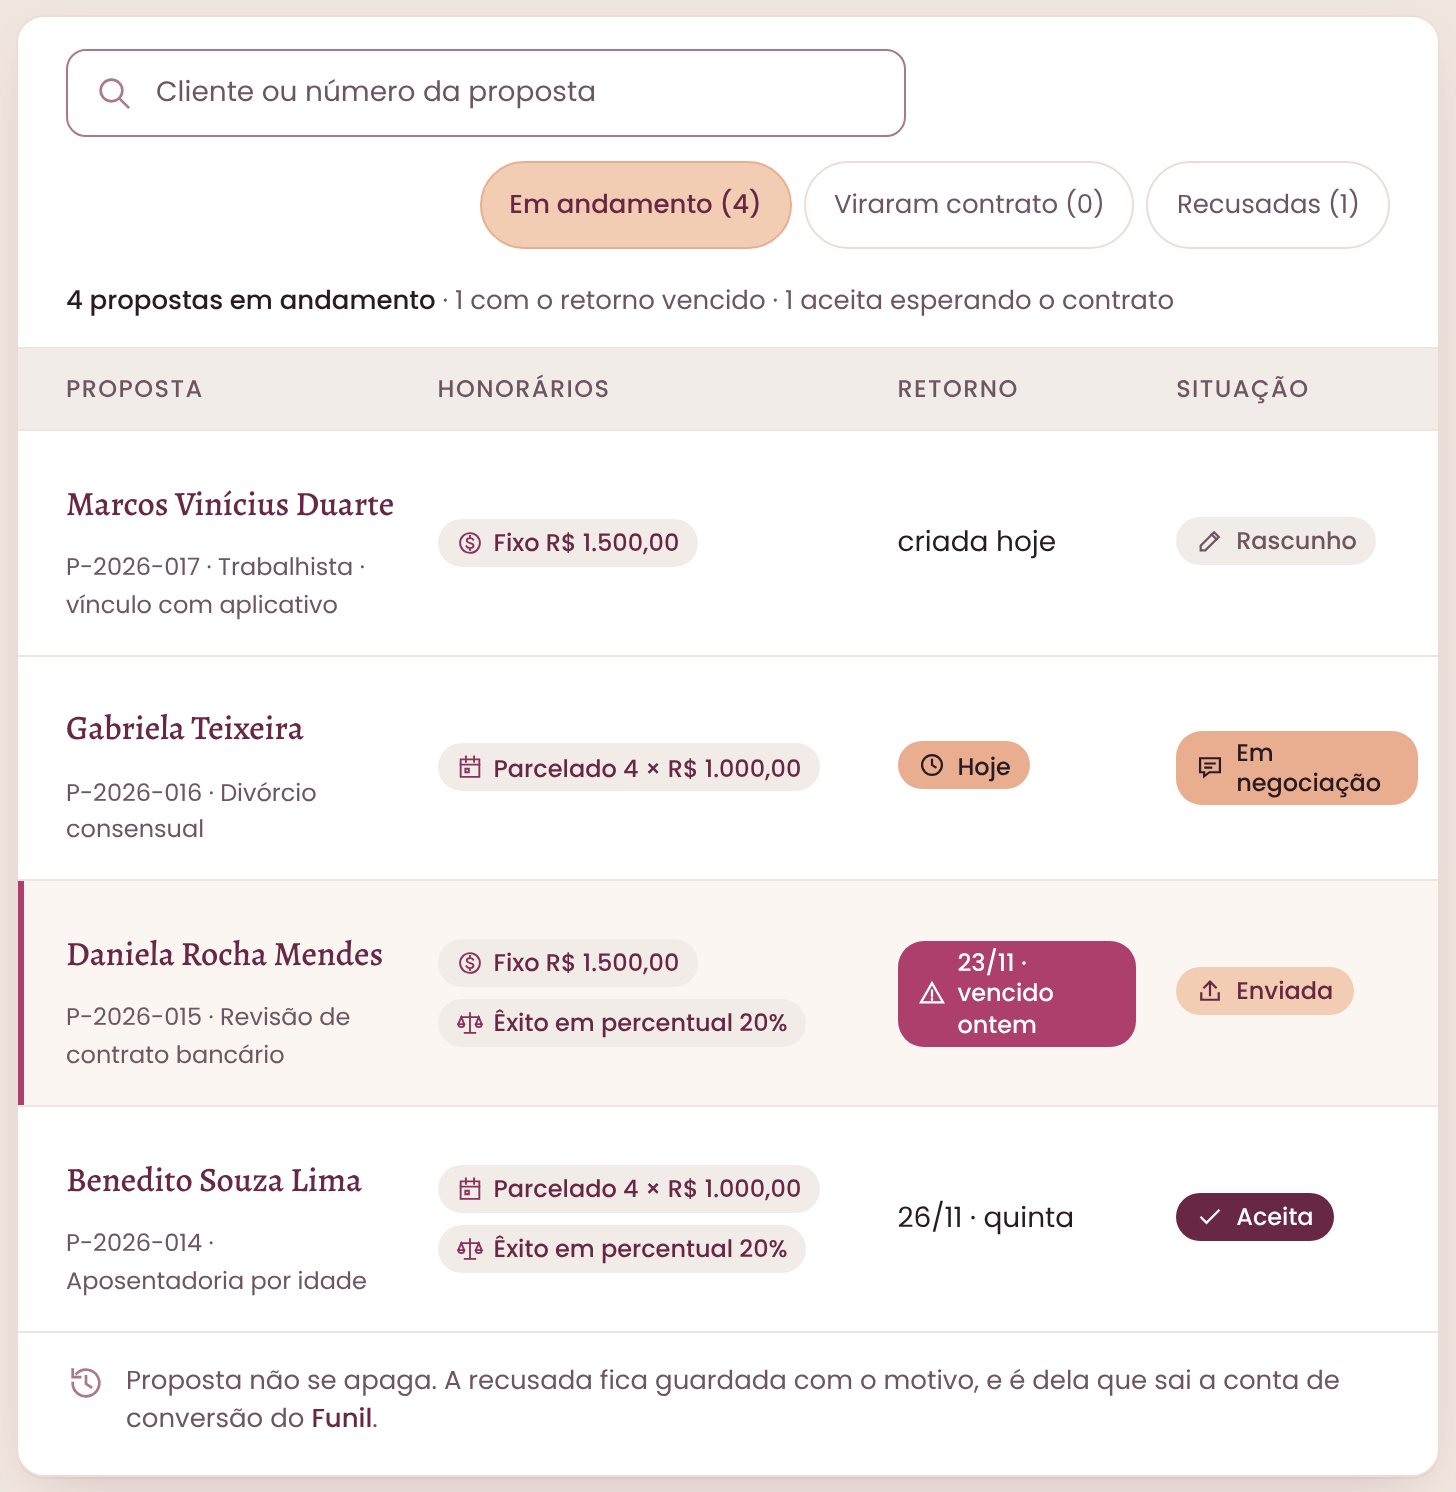 Cliente ou número da proposta
Em andamento (4)
Viraram contrato (0)
Recusadas (1)
4 propostas em andamento · 1 com o retorno vencido · 1 aceita esperando o contrato
PROPOSTA
HONORÁRIOS
RETORNO
SITUAÇÃO
Marcos Vinícius Duarte
P-2026-017 · Trabalhista ·
vínculo com aplicativo
Fixo R$ 1.500,00
criada hoje
Rascunho
Gabriela Teixeira
P-2026-016 · Divórcio
consensual
Parcelado 4 × R$ 1.000,00
Hoje
Em
negociação
Daniela Rocha Mendes
P-2026-015 · Revisão de
contrato bancário
Fixo R$ 1.500,00
Êxito em percentual 20%
23/11 ·
vencido
ontem
Enviada
Benedito Souza Lima
P-2026-014 ·
Aposentadoria por idade
Parcelado 4 × R$ 1.000,00
Êxito em percentual 20%
26/11 · quinta
Aceita
Proposta não se apaga. A recusada fica guardada com o motivo, e é dela que sai a conta de
conversão do Funil.